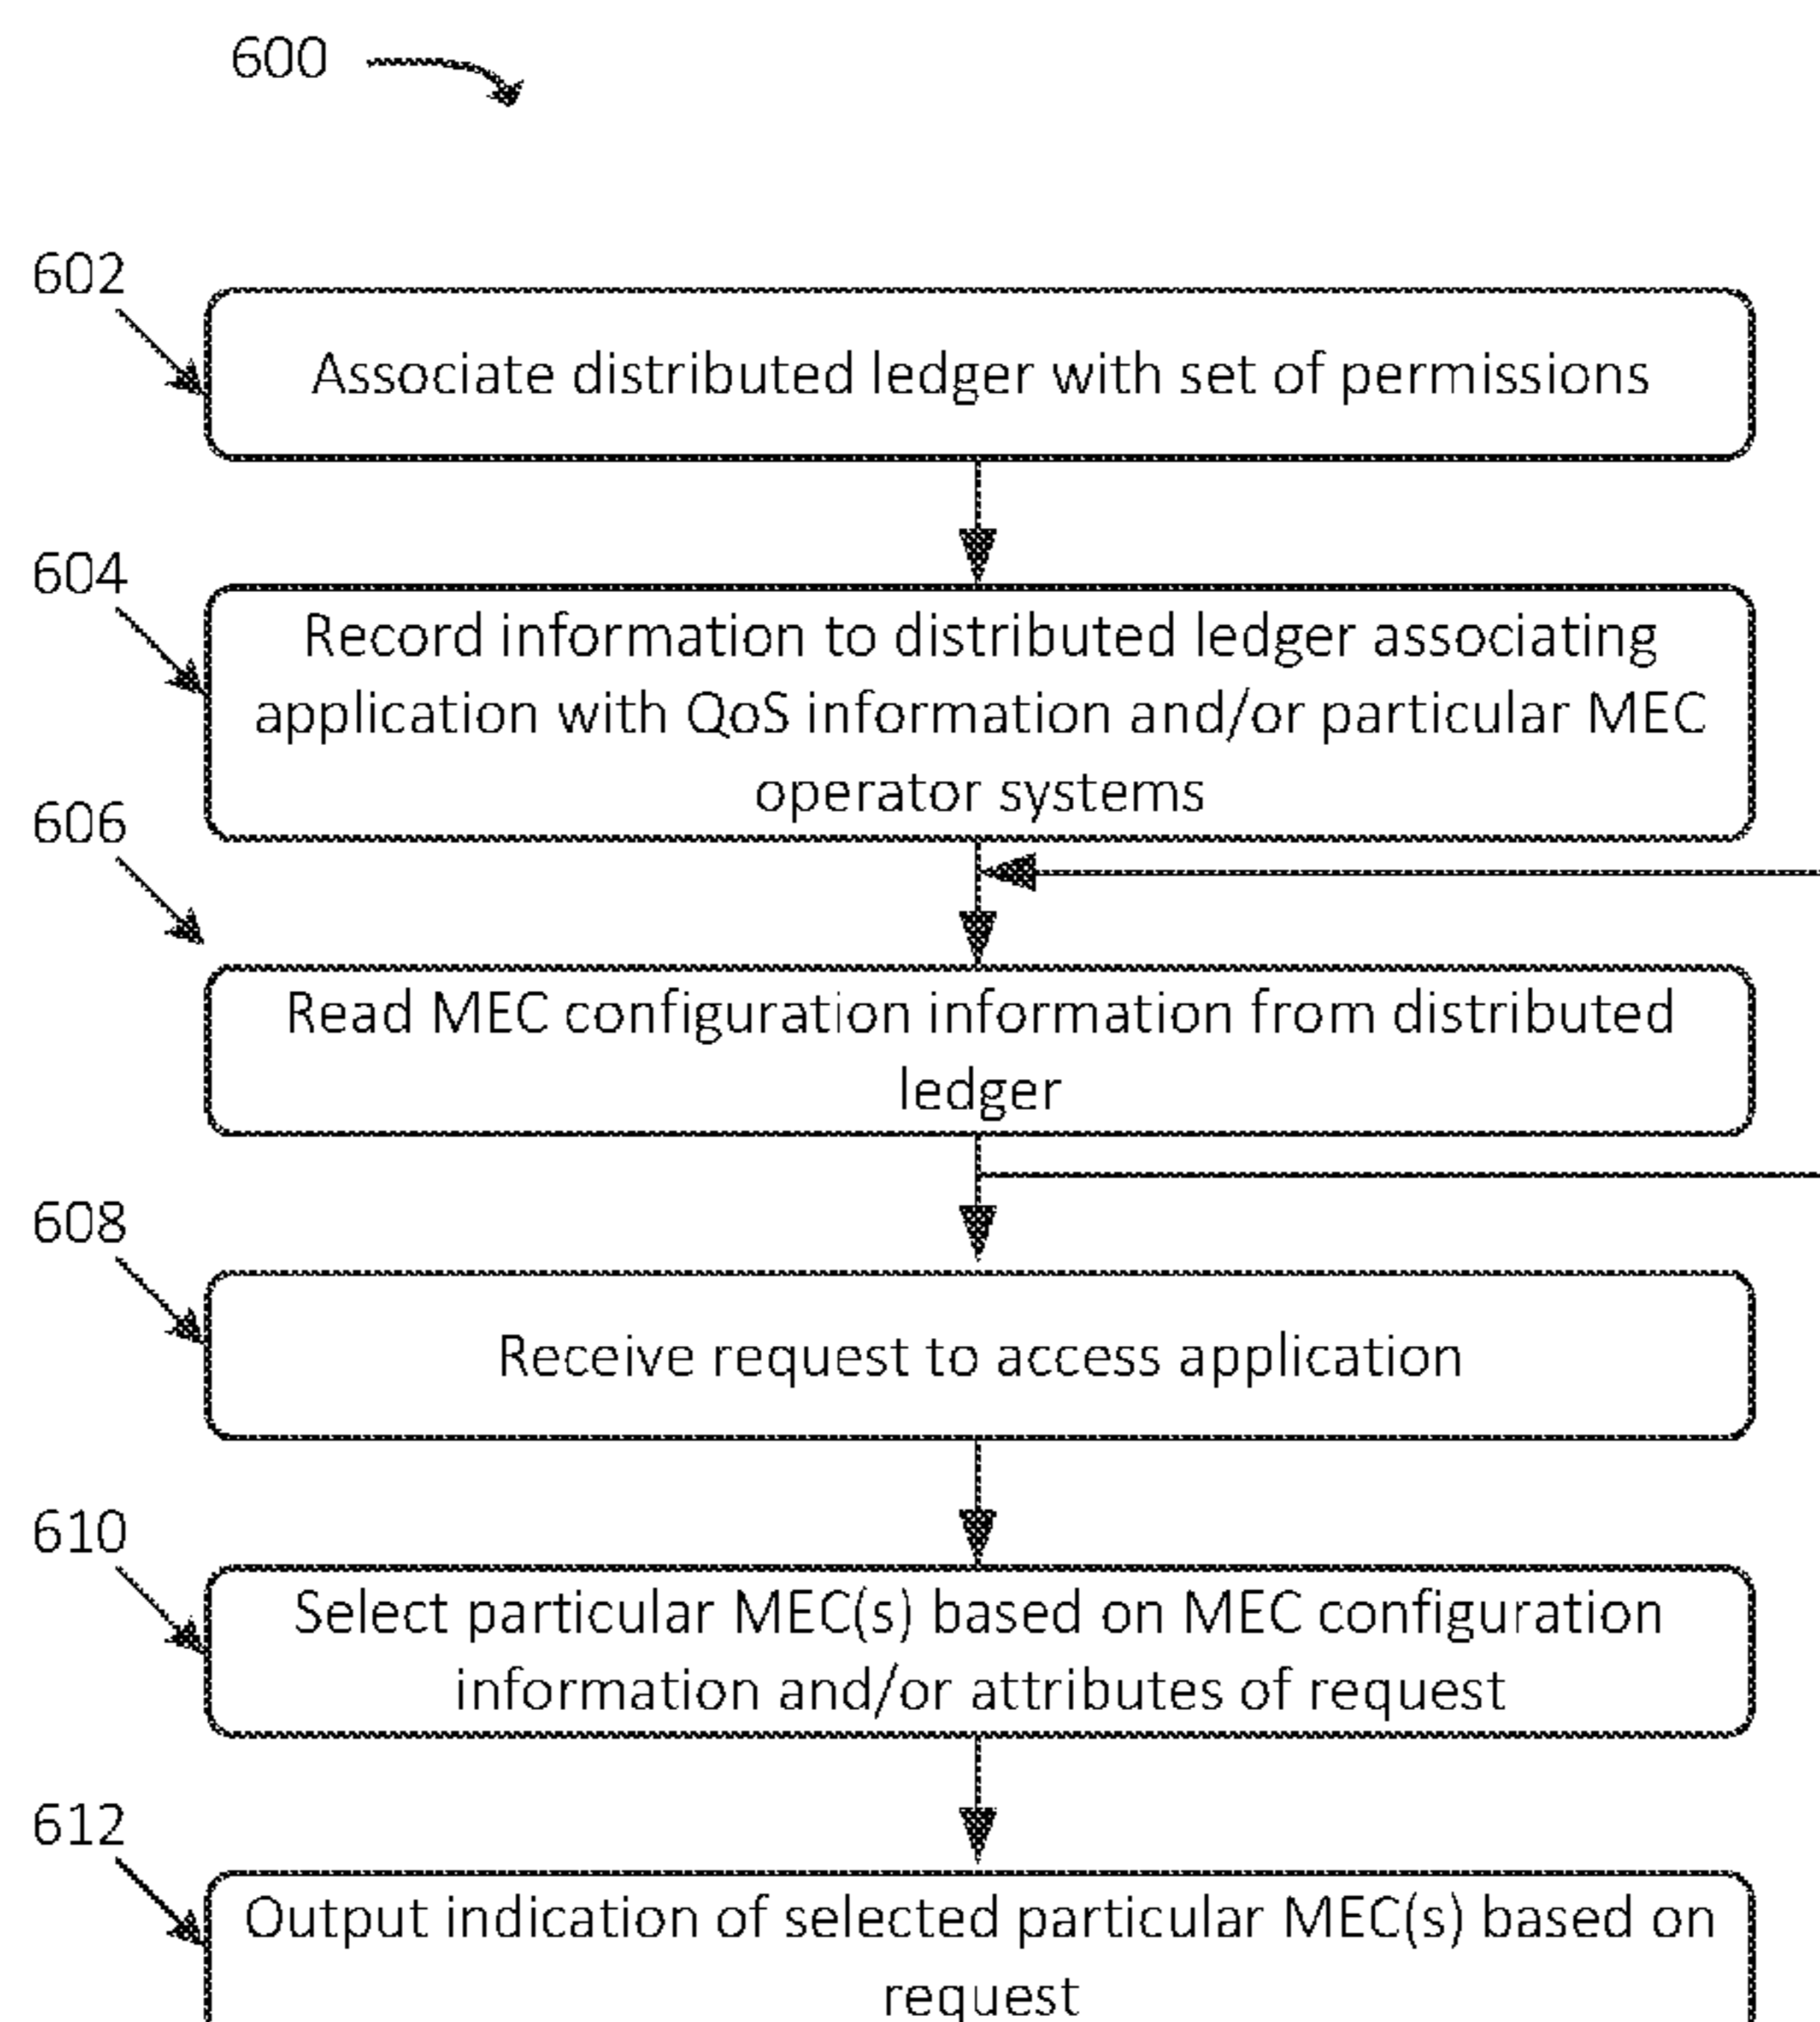 600
602
Associate distributed ledger with set of permissions
604
Record information to distributed ledger associating
application with QoS information and/or particular MEC
operator systems
606
Read MEC configuration information from distributed
ledger
608
Receive request to access application
610
Select particular MEC(s) based on MEC configuration
information and/or attributes of request
612
Output indication of selected particular MEC(s) based on
request